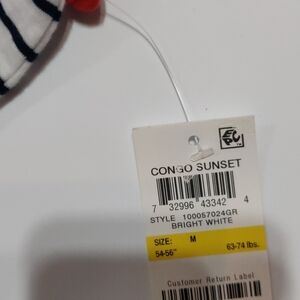 CONGO SUNSET
7 32996 43342 4
STYLE 100057024GR
BRIGHT WHITE
SIZE: M
54-56" 63-74 lbs.
Customer Return Label